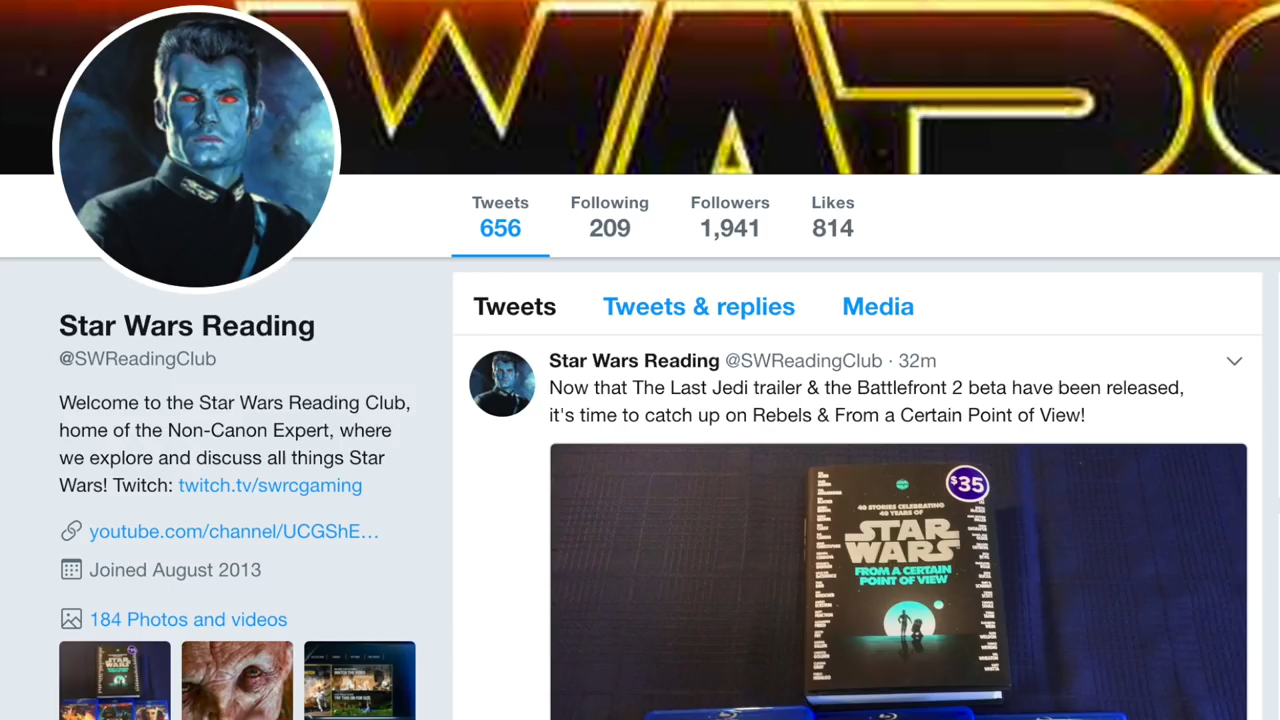 WARS
Tweets Following Followers Likes
656 209 1,941 814
Tweets Tweets & replies Media
Star Wars Reading
@SWReadingClub
Welcome to the Star Wars Reading Club,
home of the Non-Canon Expert, where
we explore and discuss all things Star
Wars! Twitch: twitch.tv/swrcgaming
youtube.com/channel/UCGShE…
Joined August 2013
184 Photos and videos
Star Wars Reading @SWReadingClub · 32m
Now that The Last Jedi trailer & the Battlefront 2 beta have been released,
it's time to catch up on Rebels & From a Certain Point of View!
$35
40 STORIES CELEBRATING
40 YEARS OF
STAR
WARS
FROM A CERTAIN
POINT OF VIEW
STAR
WARS